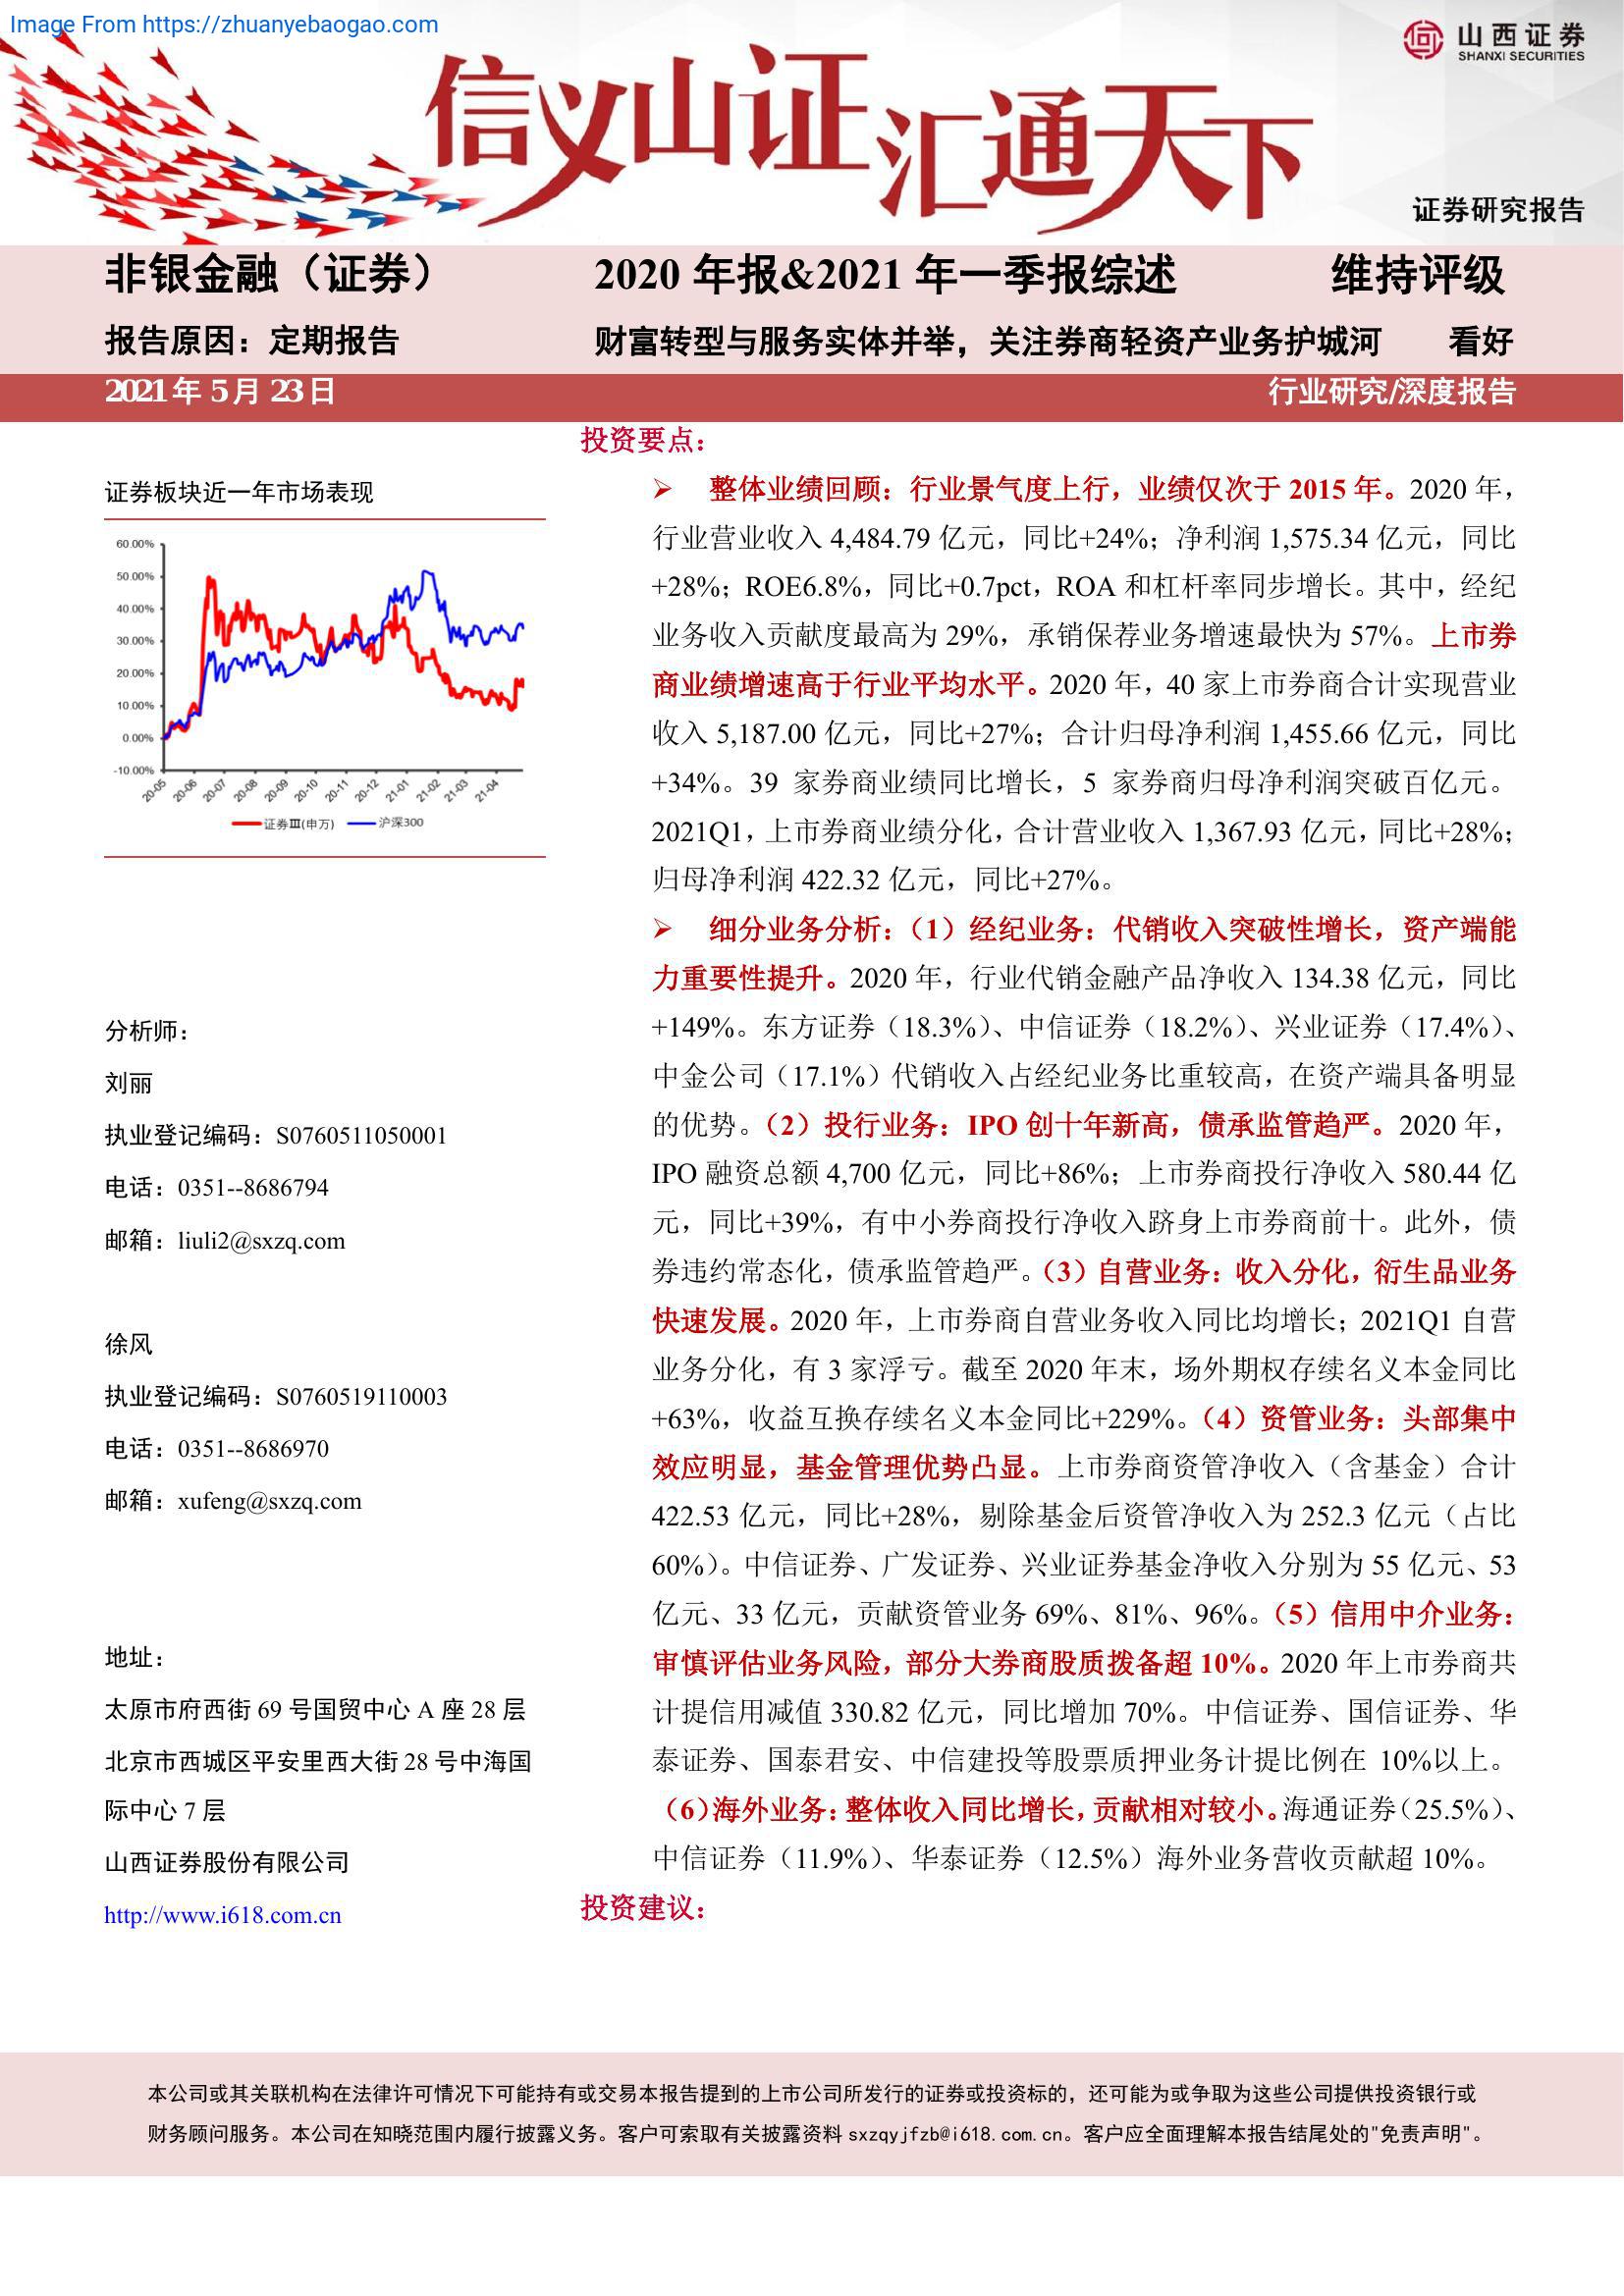 Image From https://zhuanyebaogao.com
山西证券
SHANXI SECURITIES
信义山证汇通天下
证券研究报告
非银金融（证券）
2020 年报&2021 年一季报综述
维持评级
报告原因：定期报告
财富转型与服务实体并举，关注券商轻资产业务护城河
看好
2021 年 5 月 23 日
行业研究/深度报告
证券板块近一年市场表现
60.00%
50.00%
40.00%
30.00%
20.00%
10.00%
0.00%
-10.00%
20-05
20-06
20-07
20-08
20-09
20-10
20-11
20-12
21-01
21-02
21-03
21-04
证券Ⅲ(申万)
沪深300
分析师：
刘丽
执业登记编码：S0760511050001
电话：0351--8686794
邮箱：liuli2@sxzq.com
徐风
执业登记编码：S0760519110003
电话：0351--8686970
邮箱：xufeng@sxzq.com
地址：
太原市府西街 69 号国贸中心 A 座 28 层
北京市西城区平安里西大街 28 号中海国
际中心 7 层
山西证券股份有限公司
http://www.i618.com.cn
投资要点：
➢ 整体业绩回顾：行业景气度上行，业绩仅次于 2015 年。2020 年，
行业营业收入 4,484.79 亿元，同比+24%；净利润 1,575.34 亿元，同比
+28%；ROE6.8%，同比+0.7pct，ROA 和杠杆率同步增长。其中，经纪
业务收入贡献度最高为 29%，承销保荐业务增速最快为 57%。上市券
商业绩增速高于行业平均水平。2020 年，40 家上市券商合计实现营业
收入 5,187.00 亿元，同比+27%；合计归母净利润 1,455.66 亿元，同比
+34%。39 家券商业绩同比增长，5 家券商归母净利润突破百亿元。
2021Q1，上市券商业绩分化，合计营业收入 1,367.93 亿元，同比+28%；
归母净利润 422.32 亿元，同比+27%。
➢ 细分业务分析：（1）经纪业务：代销收入突破性增长，资产端能
力重要性提升。2020 年，行业代销金融产品净收入 134.38 亿元，同比
+149%。东方证券（18.3%）、中信证券（18.2%）、兴业证券（17.4%）、
中金公司（17.1%）代销收入占经纪业务比重较高，在资产端具备明显
的优势。（2）投行业务：IPO 创十年新高，债承监管趋严。2020 年，
IPO 融资总额 4,700 亿元，同比+86%；上市券商投行净收入 580.44 亿
元，同比+39%，有中小券商投行净收入跻身上市券商前十。此外，债
券违约常态化，债承监管趋严。（3）自营业务：收入分化，衍生品业务
快速发展。2020 年，上市券商自营业务收入同比均增长；2021Q1 自营
业务分化，有 3 家浮亏。截至 2020 年末，场外期权存续名义本金同比
+63%，收益互换存续名义本金同比+229%。（4）资管业务：头部集中
效应明显，基金管理优势凸显。上市券商资管净收入（含基金）合计
422.53 亿元，同比+28%，剔除基金后资管净收入为 252.3 亿元（占比
60%）。中信证券、广发证券、兴业证券基金净收入分别为 55 亿元、53
亿元、33 亿元，贡献资管业务 69%、81%、96%。（5）信用中介业务：
审慎评估业务风险，部分大券商股质拨备超 10%。2020 年上市券商共
计提信用减值 330.82 亿元，同比增加 70%。中信证券、国信证券、华
泰证券、国泰君安、中信建投等股票质押业务计提比例在 10%以上。
（6）海外业务：整体收入同比增长，贡献相对较小。海通证券（25.5%）、
中信证券（11.9%）、华泰证券（12.5%）海外业务营收贡献超 10%。
投资建议：
本公司或其关联机构在法律许可情况下可能持有或交易本报告提到的上市公司所发行的证券或投资标的，还可能为或争取为这些公司提供投资银行或
财务顾问服务。本公司在知晓范围内履行披露义务。客户可索取有关披露资料 sxzqyjfzb@i618.com.cn。客户应全面理解本报告结尾处的"免责声明"。